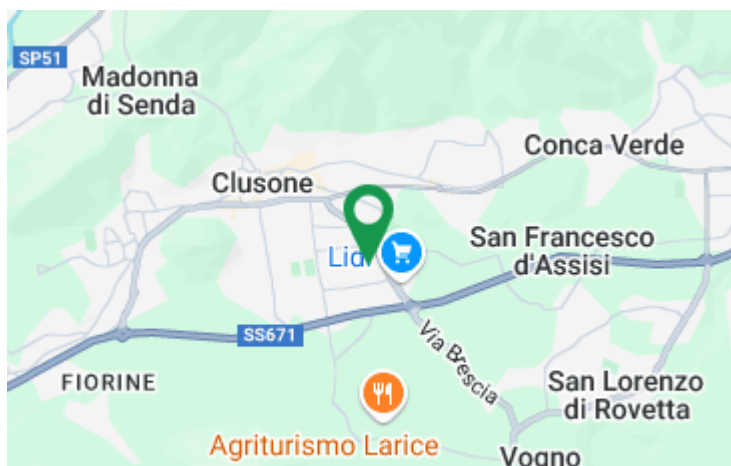 SP51
Madonna
di Senda
Conca Verde
Clusone
San Francesco
d'Assisi
Lidl
SS671
Via Brescia
FIORINE
San Lorenzo
di Rovetta
Agriturismo Larice
Vogno